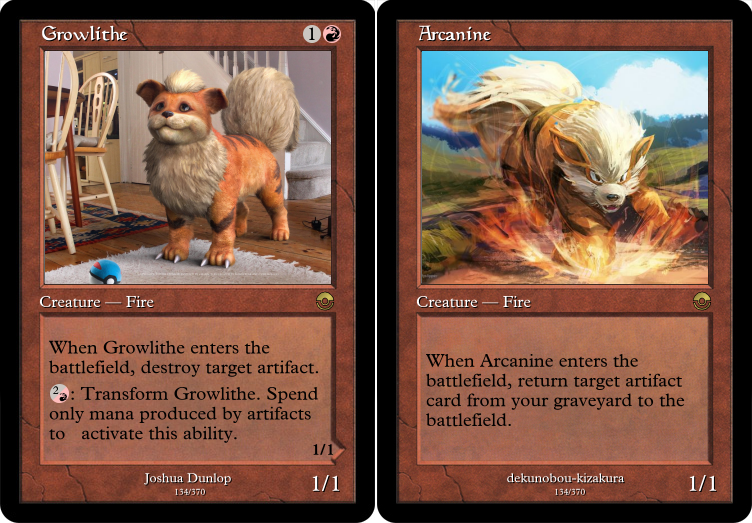 Growlithe 1
Creature — Fire
When Growlithe enters the
battlefield, destroy target artifact.
2: Transform Growlithe. Spend
only mana produced by artifacts
to activate this ability.
1/1
Joshua Dunlop
134/370
1/1
Arcanine
Creature — Fire
When Arcanine enters the
battlefield, return target artifact
card from your graveyard to the
battlefield.
dekunobou-kizakura
134/370
1/1